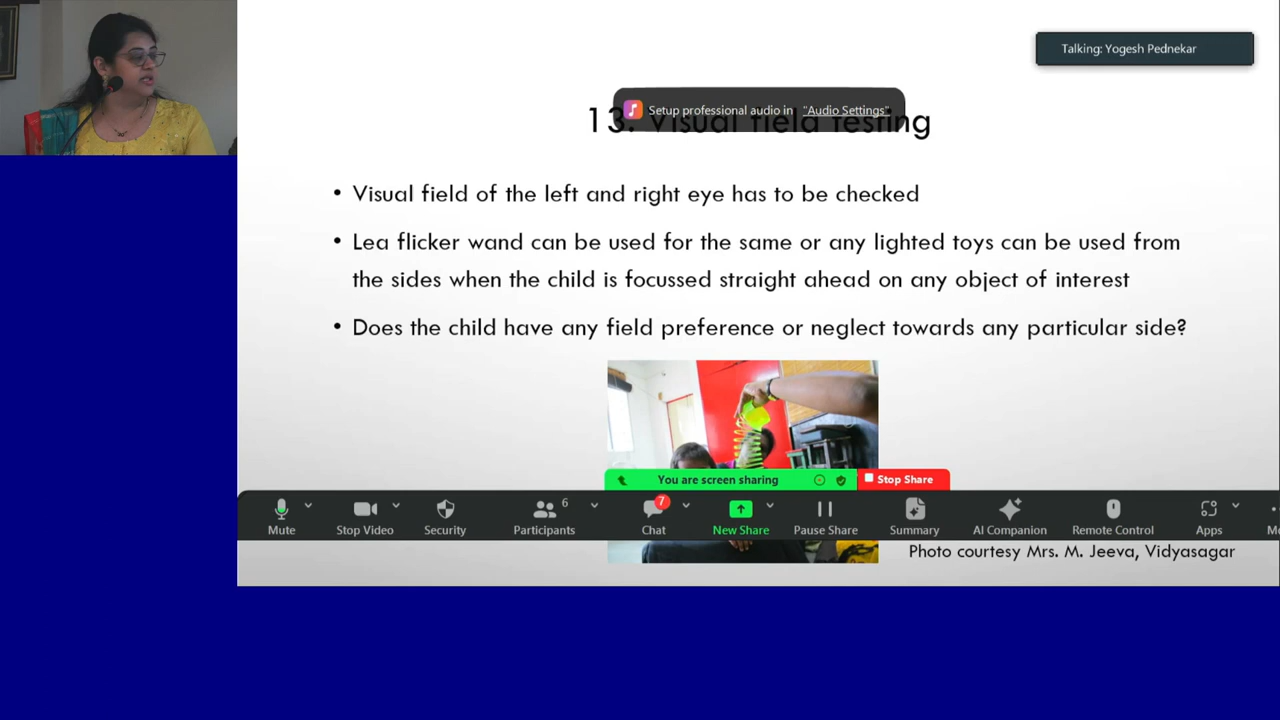 Talking: Yogesh Pednekar
Setup professional audio in "Audio Settings"
13. Visual field testing
• Visual field of the left and right eye has to be checked
• Lea flicker wand can be used for the same or any lighted toys can be used from
the sides when the child is focussed straight ahead on any object of interest
• Does the child have any field preference or neglect towards any particular side?
You are screen sharing
Stop Share
6
7
Mute
Stop Video
Security
Participants
Chat
New Share
Pause Share
Summary
AI Companion
Remote Control
Apps
Photo courtesy Mrs. M. Jeeva, Vidyasagar